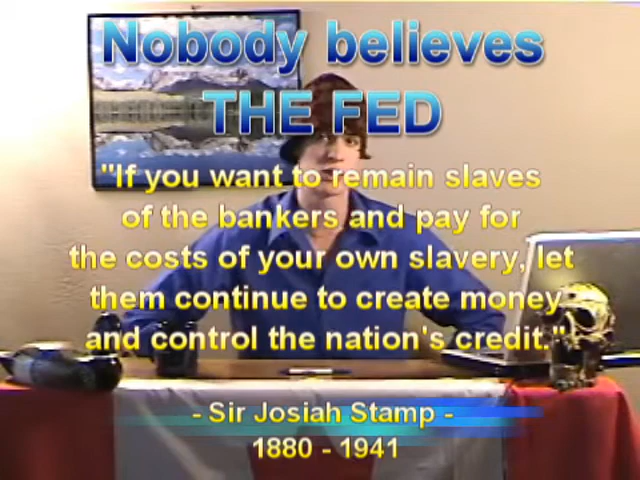 Nobody believes
THE FED
"If you want to remain slaves
of the bankers and pay for
the costs of your own slavery, let
them continue to create money
and control the nation's credit."
- Sir Josiah Stamp -
1880 - 1941